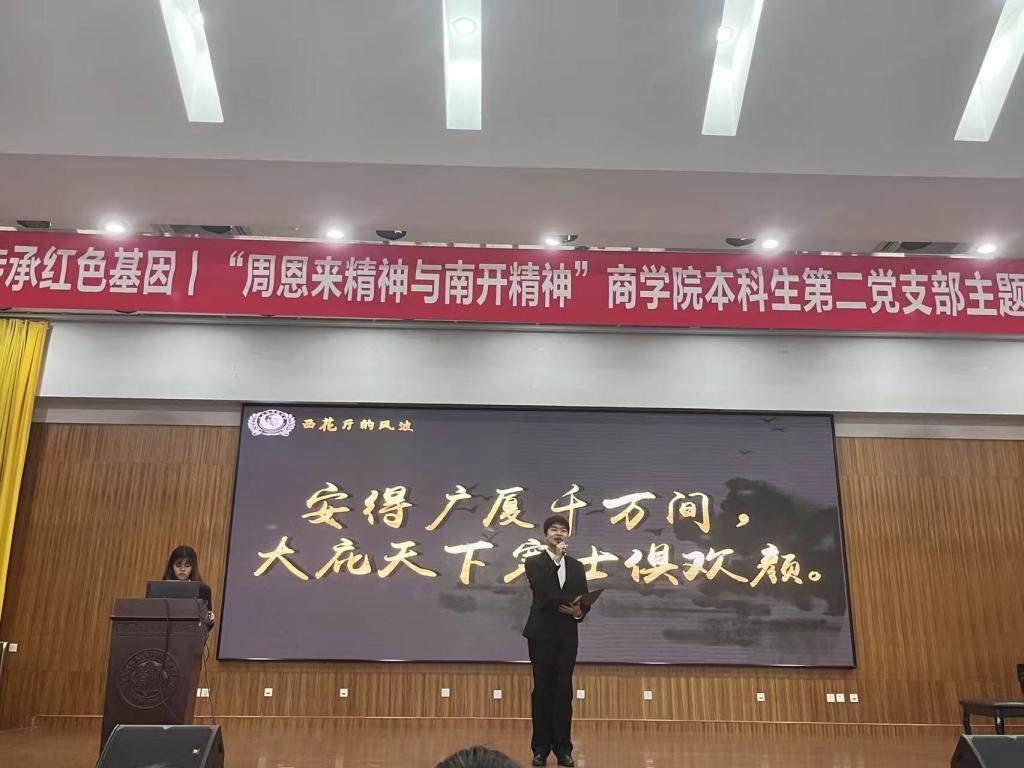 传承红色基因丨“周恩来精神与南开精神”商学院本科生第二党支部主题
西花厅的风波
安得广厦千万间，
大庇天下寒士俱欢颜。